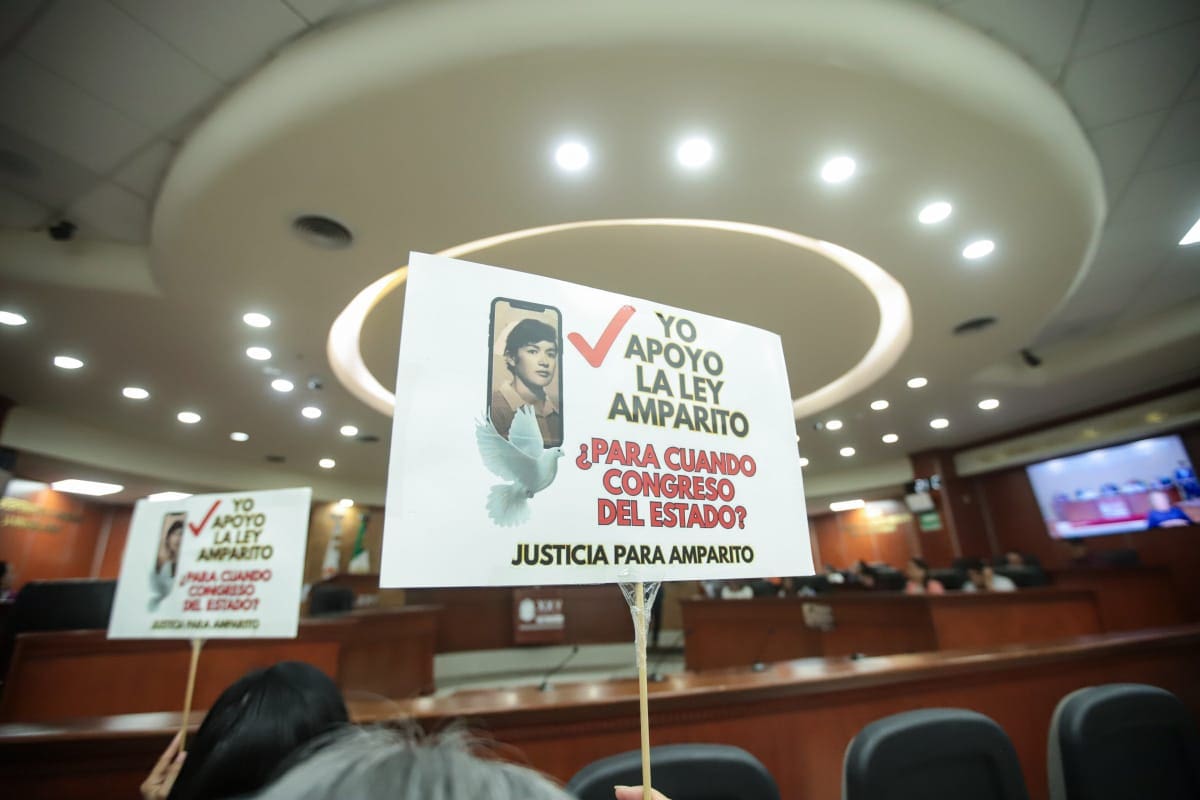 YO
APOYO
LA LEY
AMPARITO
¿PARA CUANDO
CONGRESO
DEL ESTADO?
JUSTICIA PARA AMPARITO
YO
APOYO
LA LEY
AMPARITO
¿PARA CUANDO
CONGRESO
DEL ESTADO?
JUSTICIA PARA AMPARITO